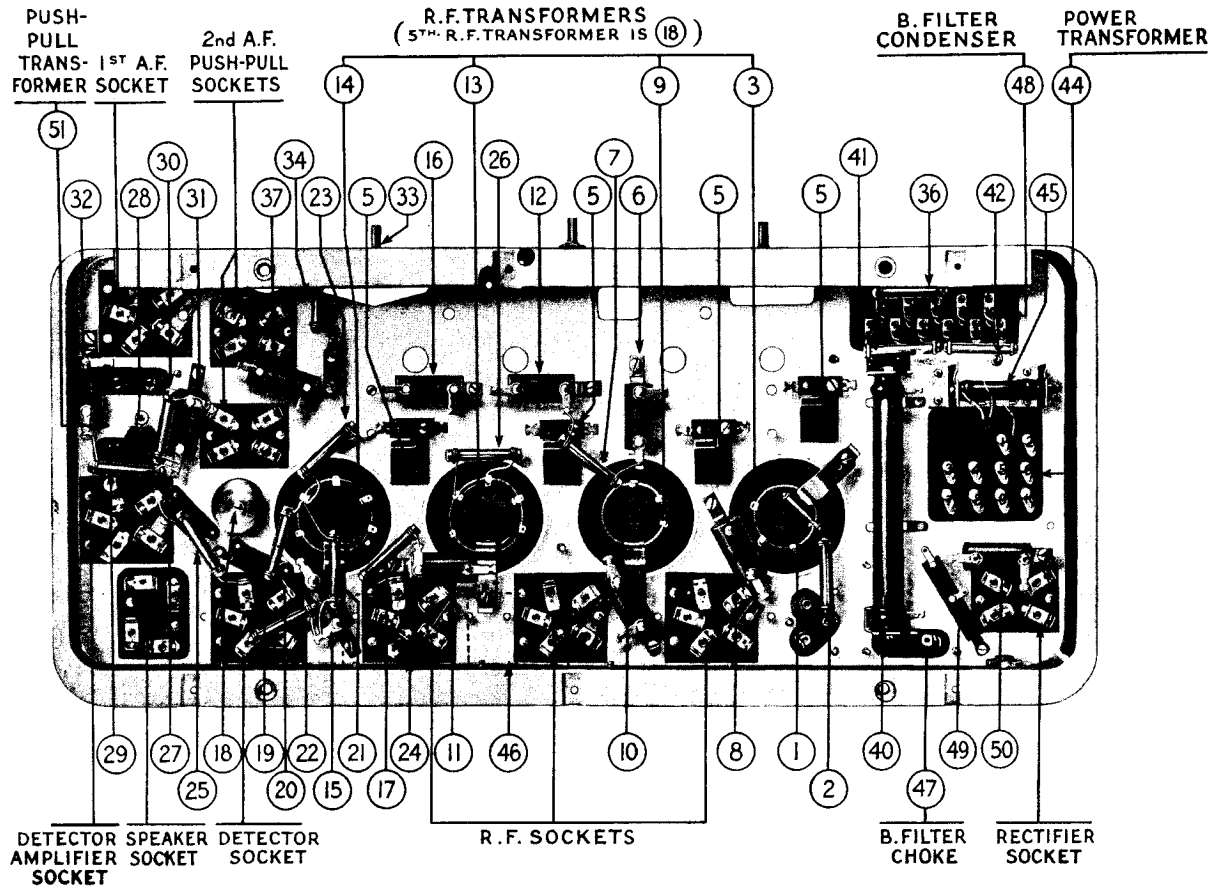 PUSH-
PULL
TRANS-
FORMER
51
1ST A.F.
SOCKET
2nd A.F.
PUSH-PULL
SOCKETS
R.F. TRANSFORMERS
(5TH. R.F. TRANSFORMER IS 18)
B. FILTER
CONDENSER
POWER
TRANSFORMER
14
13
9
3
48
44
32
28
30
31
37
34
23
5
16
33
26
12
7
5
6
5
41
5
36
42
45
29
27
25
18
19
20
22
15
21
17
24
11
46
10
8
1
2
40
47
49
50
DETECTOR
AMPLIFIER
SOCKET
SPEAKER
SOCKET
DETECTOR
SOCKET
R.F. SOCKETS
B. FILTER
CHOKE
RECTIFIER
SOCKET